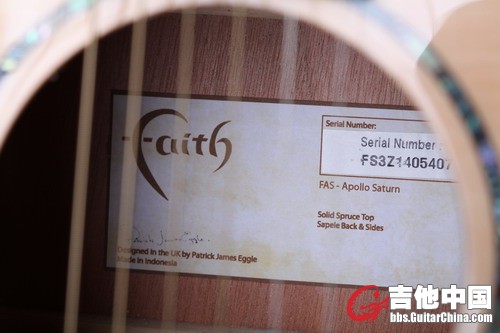 Faith
Serial Number:
Serial Number :
FS3Z1405407
FAS - Apollo Saturn
Solid Spruce Top
Sapele Back & Sides
Designed in the UK by Patrick James Eggle
Made in Indonesia
吉他中国
bbs.GuitarChina.com